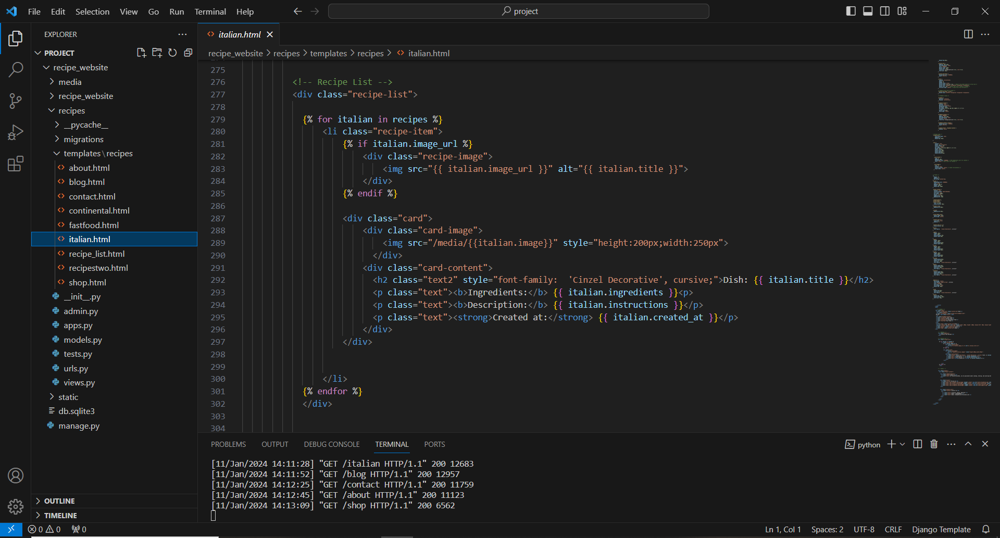 File Edit Selection View Go Run Terminal Help
project
EXPLORER
PROJECT
recipe_website
media
recipe_website
recipes
__pycache__
migrations
templates\recipes
about.html
blog.html
contact.html
continental.html
fastfood.html
italian.html
recipe_list.html
recipestwo.html
shop.html
__init__.py
admin.py
apps.py
models.py
tests.py
urls.py
views.py
static
db.sqlite3
manage.py
OUTLINE
TIMELINE
italian.html
recipe_website > recipes > templates > recipes > italian.html
275
276 <!-- Recipe List -->
277 <div class="recipe-list">
278
279 {% for italian in recipes %}
280 <li class="recipe-item">
281 {% if italian.image_url %}
282 <div class="recipe-image">
283 <img src="{{ italian.image_url }}" alt="{{ italian.title }}">
284 </div>
285 {% endif %}
286
287 <div class="card">
288 <div class="card-image">
289 <img src="/media/{{italian.image}}" style="height:200px;width:250px">
290 </div>
291 <div class="card-content">
292 <h2 class="text2" style="font-family:  'Cinzel Decorative', cursive;">Dish: {{ italian.title }}</h2>
293 <p class="text"><b>Ingredients:</b> {{ italian.ingredients }}<p>
294 <p class="text"><b>Description:</b> {{ italian.instructions }}</p>
295 <p class="text"><strong>Created at:</strong> {{ italian.created_at }}</p>
296 </div>
297 </div>
298
299
300 </li>
301 {% endfor %}
302 </div>
303
304
PROBLEMS OUTPUT DEBUG CONSOLE TERMINAL PORTS
python
[11/Jan/2024 14:11:28] "GET /italian HTTP/1.1" 200 12683
[11/Jan/2024 14:11:52] "GET /blog HTTP/1.1" 200 12957
[11/Jan/2024 14:12:25] "GET /contact HTTP/1.1" 200 11759
[11/Jan/2024 14:12:45] "GET /about HTTP/1.1" 200 11123
[11/Jan/2024 14:13:09] "GET /shop HTTP/1.1" 200 6562
0 0 0
Ln 1, Col 1 Spaces: 2 UTF-8 CRLF Django Template